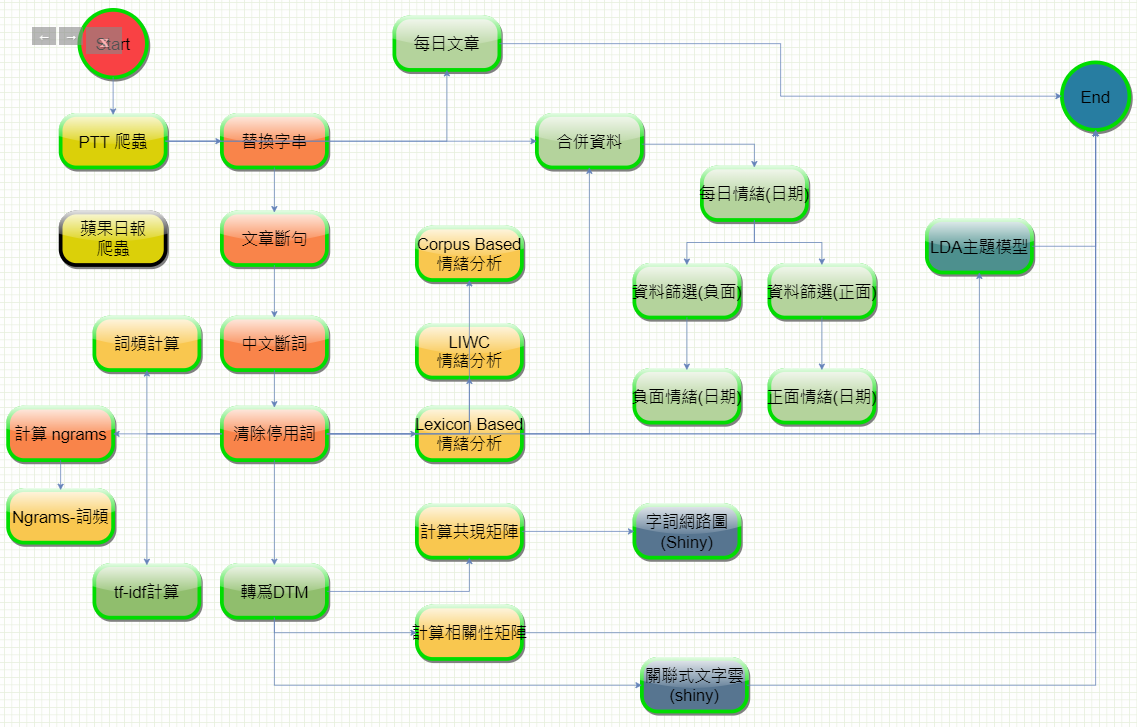 Start
每日文章
End
PTT 爬蟲
替換字串
合併資料
每日情緒(日期)
蘋果日報
爬蟲
文章斷句
Corpus Based
情緒分析
LDA主題模型
資料篩選(負面)
資料篩選(正面)
詞頻計算
中文斷詞
LIWC
情緒分析
負面情緒(日期)
正面情緒(日期)
計算 ngrams
清除停用詞
Lexicon Based
情緒分析
Ngrams-詞頻
計算共現矩陣
字詞網路圖
(Shiny)
tf-idf計算
轉爲DTM
計算相關性矩陣
關聯式文字雲
(shiny)